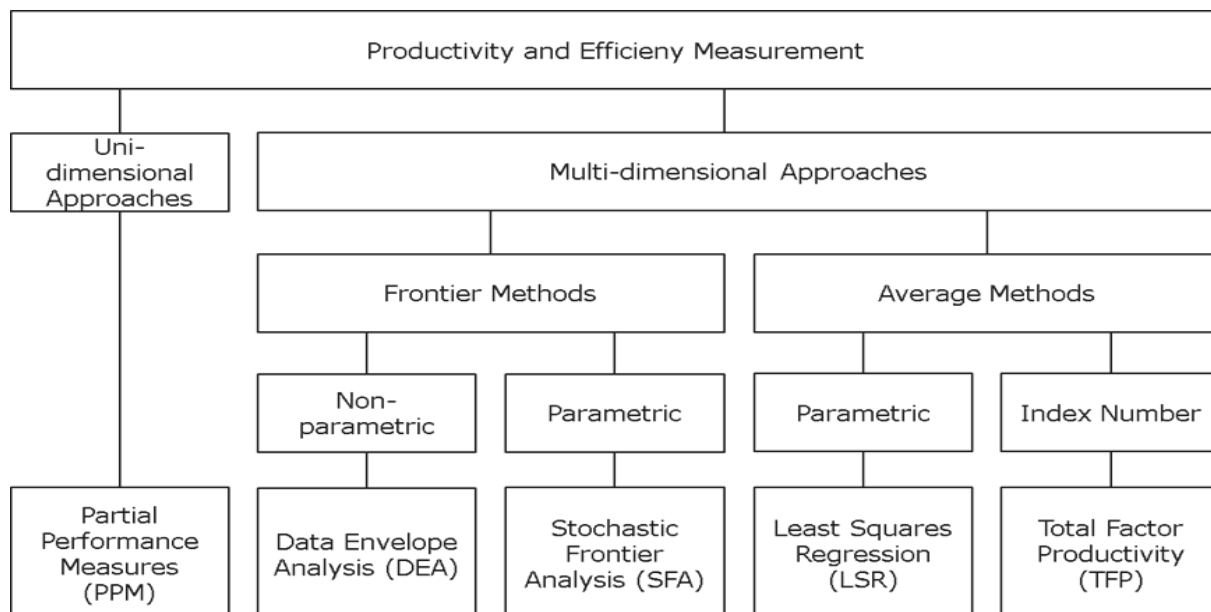 Productivity and Efficieny Measurement
Uni-
dimensional
Approaches
Multi-dimensional Approaches
Frontier Methods
Average Methods
Non-
parametric
Parametric
Parametric
Index Number
Partial
Performance
Measures
(PPM)
Data Envelope
Analysis (DEA)
Stochastic
Frontier
Analysis (SFA)
Least Squares
Regression
(LSR)
Total Factor
Productivity
(TFP)